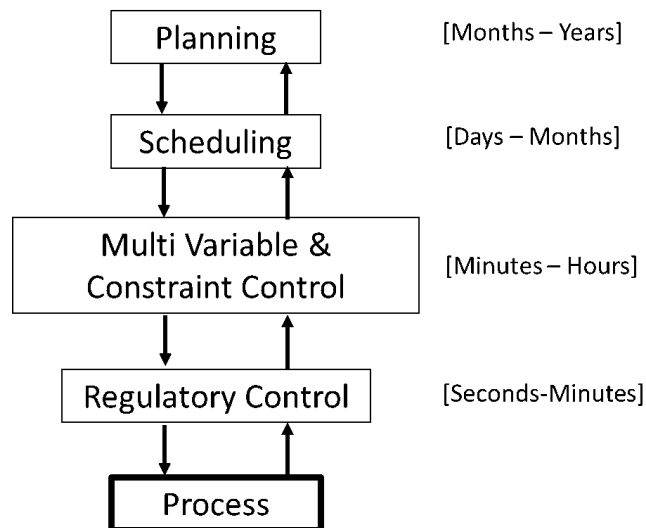 Planning
[Months – Years]
Scheduling
[Days – Months]
Multi Variable &
Constraint Control
[Minutes – Hours]
Regulatory Control
[Seconds-Minutes]
Process